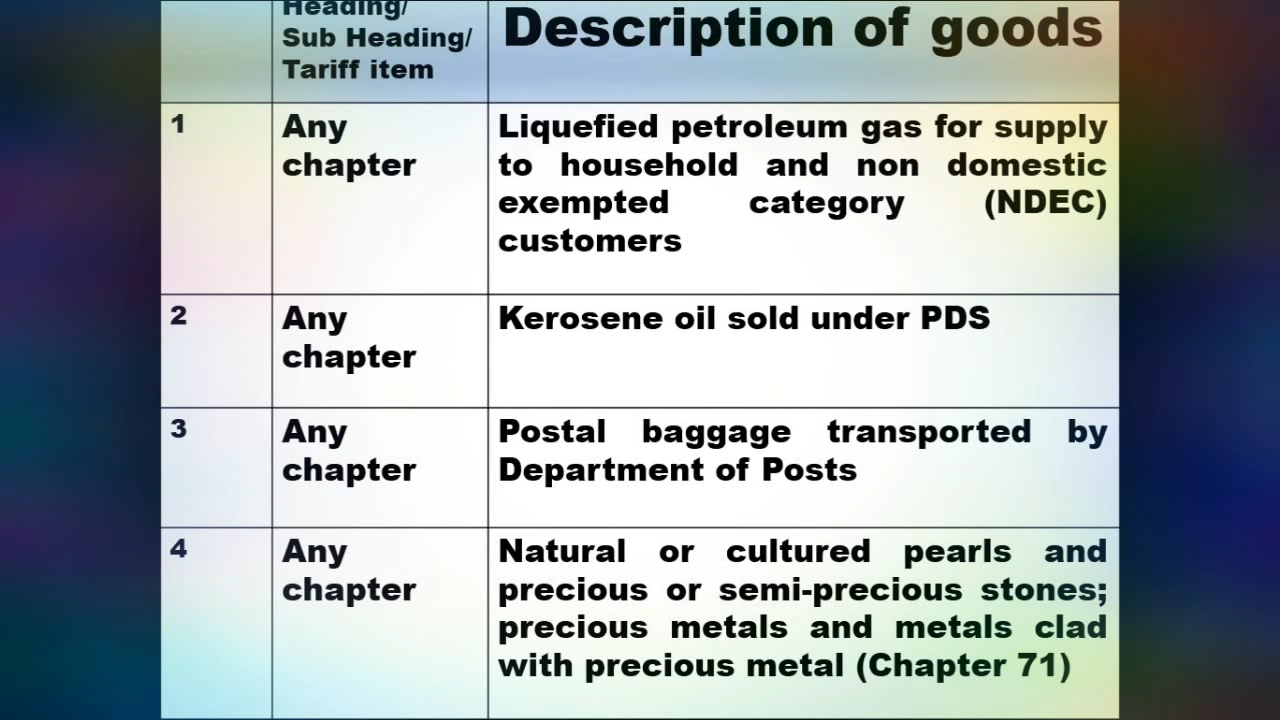 Heading/
Sub Heading/
Tariff item
Description of goods
1
Any
chapter
Liquefied petroleum gas for supply
to household and non domestic
exempted category (NDEC)
customers
2
Any
chapter
Kerosene oil sold under PDS
3
Any
chapter
Postal baggage transported by
Department of Posts
4
Any
chapter
Natural or cultured pearls and
precious or semi-precious stones;
precious metals and metals clad
with precious metal (Chapter 71)